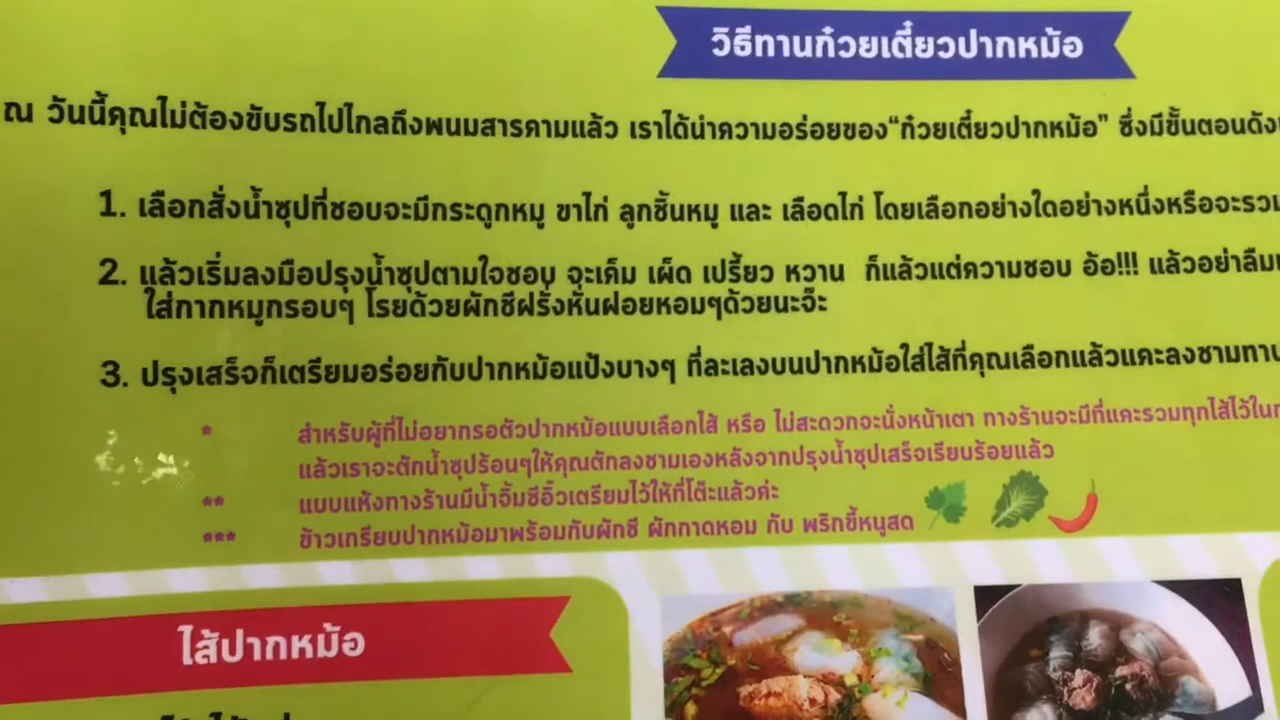 วิธีทานก๋วยเตี๋ยวปากหม้อ
ณ วันนี้คุณไม่ต้องขับรถไปไกลถึงพนมสารคามแล้ว เราได้นำความอร่อยของ“ก๋วยเตี๋ยวปากหม้อ” ซึ่งมีขั้นตอนดัง
1. เลือกสั่งน้ำซุปที่ชอบจะมีกระดูกหมู ขาไก่ ลูกชิ้นหมู และ เลือดไก่ โดยเลือกอย่างใดอย่างหนึ่งหรือจะรวม
2. แล้วเริ่มลงมือปรุงน้ำซุปตามใจชอบ จะเค็ม เผ็ด เปรี้ยว หวาน ก็แล้วแต่ความชอบ อ้อ!!! แล้วอย่าลืม
ใส่กากหมูกรอบๆ โรยด้วยผักชีฝรั่งหั่นฝอยหอมๆด้วยนะจ๊ะ
3. ปรุงเสร็จก็เตรียมอร่อยกับปากหม้อแป้งบางๆ ที่ละเลงบนปากหม้อใส่ไส้ที่คุณเลือกแล้วแคะลงชามทาน
* สำหรับผู้ที่ไม่อยากรอตัวปากหม้อแบบเลือกไส้ หรือ ไม่สะดวกจะนั่งหน้าเตา ทางร้านจะมีที่แคะรวมทุกไส้ไว้ใน
แล้วเราจะตักน้ำซุปร้อนๆให้คุณตักลงชามเองหลังจากปรุงน้ำซุปเสร็จเรียบร้อยแล้ว
** แบบแห้งทางร้านมีน้ำจิ้มซีอิ๊วเตรียมไว้ให้ที่โต๊ะแล้วค่ะ
*** ข้าวเกรียบปากหม้อมาพร้อมกับผักชี ผักกาดหอม กับ พริกขี้หนูสด
ไส้ปากหม้อ